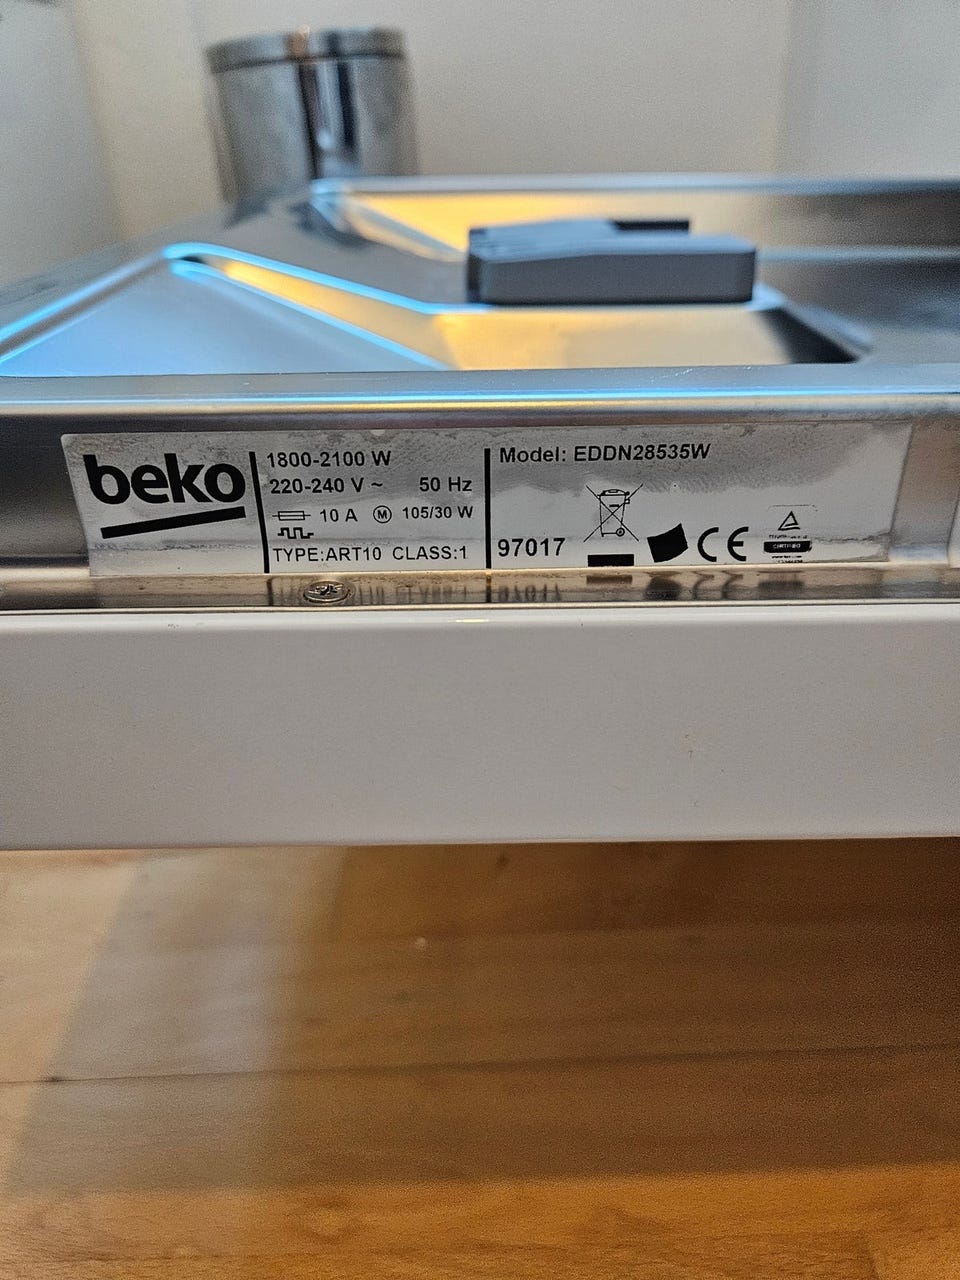 beko
1800-2100 W
220-240 V ~ 50 Hz
10 A M 105/30 W
TYPE:ART10 CLASS:1
Model: EDDN28535W
97017
CE